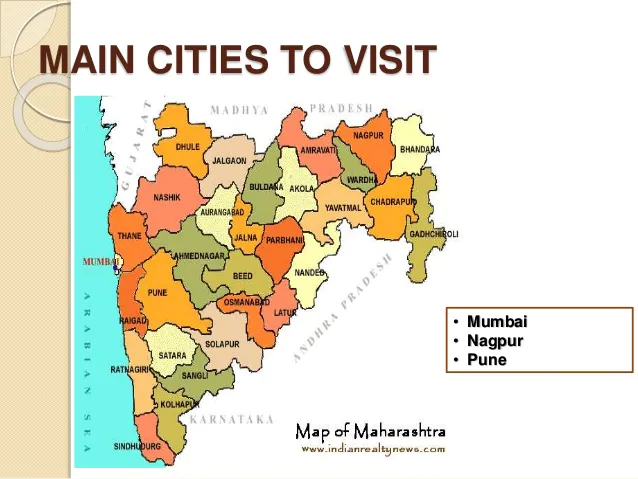 MAIN CITIES TO VISIT
MADHYA PRADESH
GUJARAT
DHULE
JALGAON
NAGPUR
AMRAVATI
BHANDARA
BULDANA
AKOLA
WARDHA
NASHIK
AURANGABAD
YAVATMAL
CHADRAPUR
THANE
JALNA
PARBHANI
GADHCHIROLI
MUMBAI
AHMEDNAGAR
BEED
NANDED
PUNE
OSMANABAD
LATUR
RAIGAD
ANDHRA PRADESH
ARABIAN SEA
SATARA
SOLAPUR
RATNAGIRI
SANGLI
KOLHAPUR
KARNATAKA
SINDHUDURG
• Mumbai
• Nagpur
• Pune
Map of Maharashtra
www.indianrealtynews.com